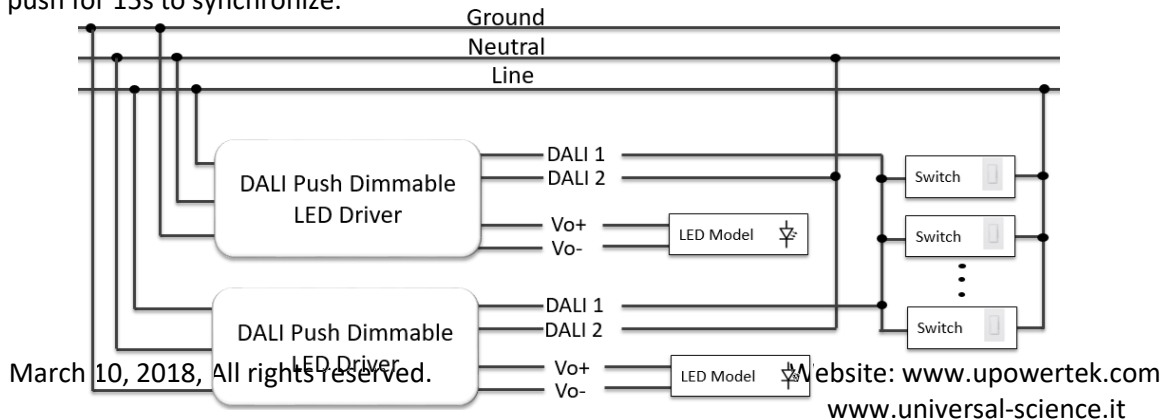 push for 15s to synchronize.
Ground
Neutral
Line
DALI Push Dimmable
LED Driver
DALI 1
DALI 2
Vo+
Vo-
LED Model
Switch
Switch
Switch
DALI Push Dimmable
LED Driver
DALI 1
DALI 2
Vo+
Vo-
LED Model
March 10, 2018, All rights reserved.
Website: www.upowertek.com
www.universal-science.it